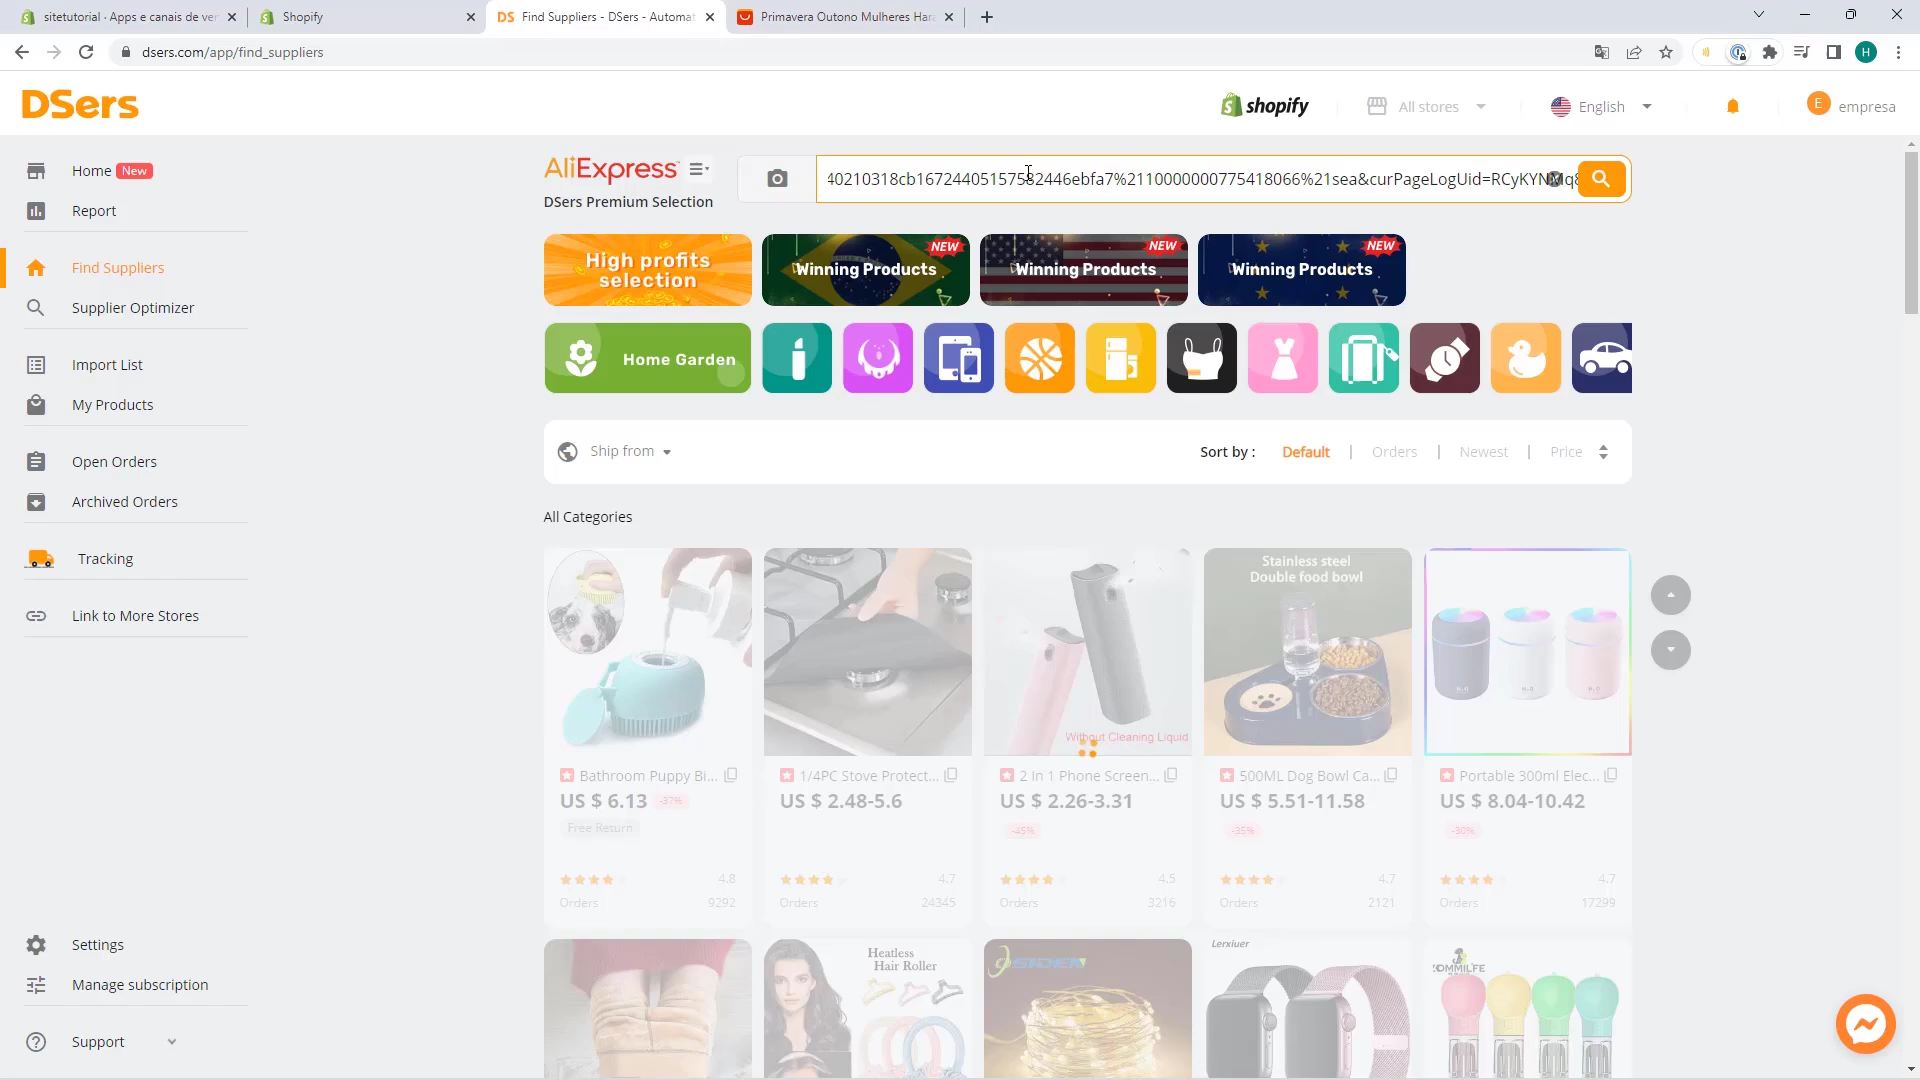 sitetutorial · Apps e canais de ver
Shopify
DS Find Suppliers - DSers - Automat
Primavera Outono Mulheres Hara
dsers.com/app/find_suppliers
H
DSers
shopify
All stores
English
E
empresa
Home New
Report
Find Suppliers
Supplier Optimizer
Import List
My Products
Open Orders
Archived Orders
Tracking
Link to More Stores
Settings
Manage subscription
Support
AliExpress
DSers Premium Selection
40210318cb16724405157582446ebfa7%2110000000775418066%21sea&curPageLogUid=RCyKYN
High profits
selection
NEW
Winning Products
NEW
Winning Products
NEW
Winning Products
Home Garden
Ship from
Sort by :
Default | Orders | Newest | Price
All Categories
Without Cleaning Liquid
Stainless steel
Double food bowl
Bathroom Puppy Bi...
US $ 6.13 -37%
Free Return
4.8
Orders 9292
1/4PC Stove Protect...
US $ 2.48-5.6
4.7
Orders 24345
2 In 1 Phone Screen...
US $ 2.26-3.31
-45%
4.5
Orders 3216
500ML Dog Bowl Ca...
US $ 5.51-11.58
-35%
4.7
Orders 2121
Portable 300ml Elec...
US $ 8.04-10.42
-30%
4.7
Orders 17299
Heatless
Hair Roller
Lerxiuer